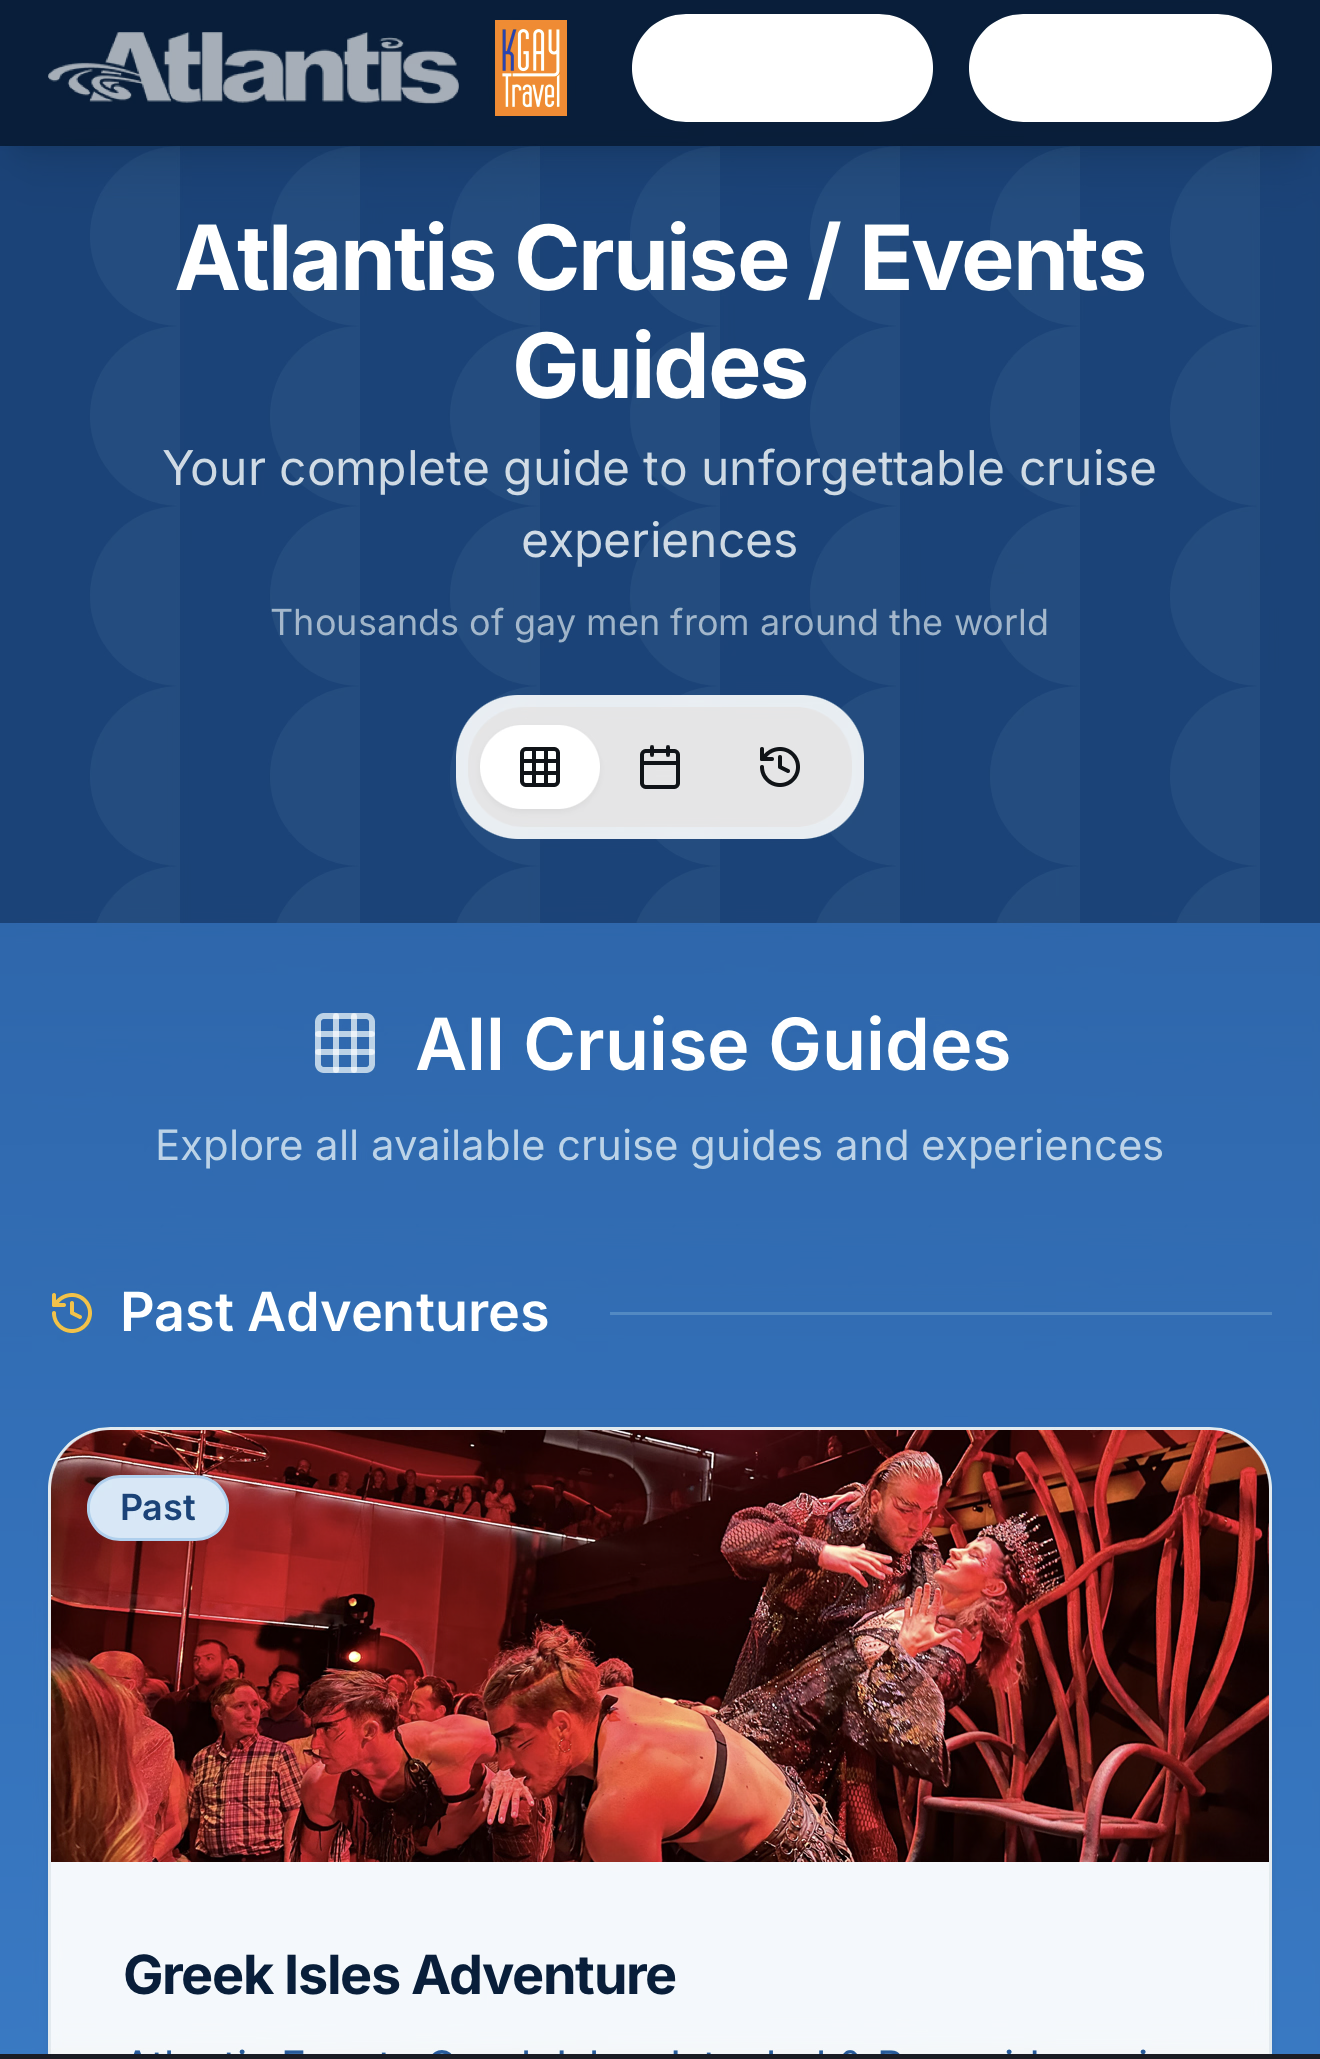 Atlantis
KGAY
Travel
Atlantis Cruise / Events
Guides
Your complete guide to unforgettable cruise
experiences
Thousands of gay men from around the world
All Cruise Guides
Explore all available cruise guides and experiences
Past Adventures
Past
Greek Isles Adventure